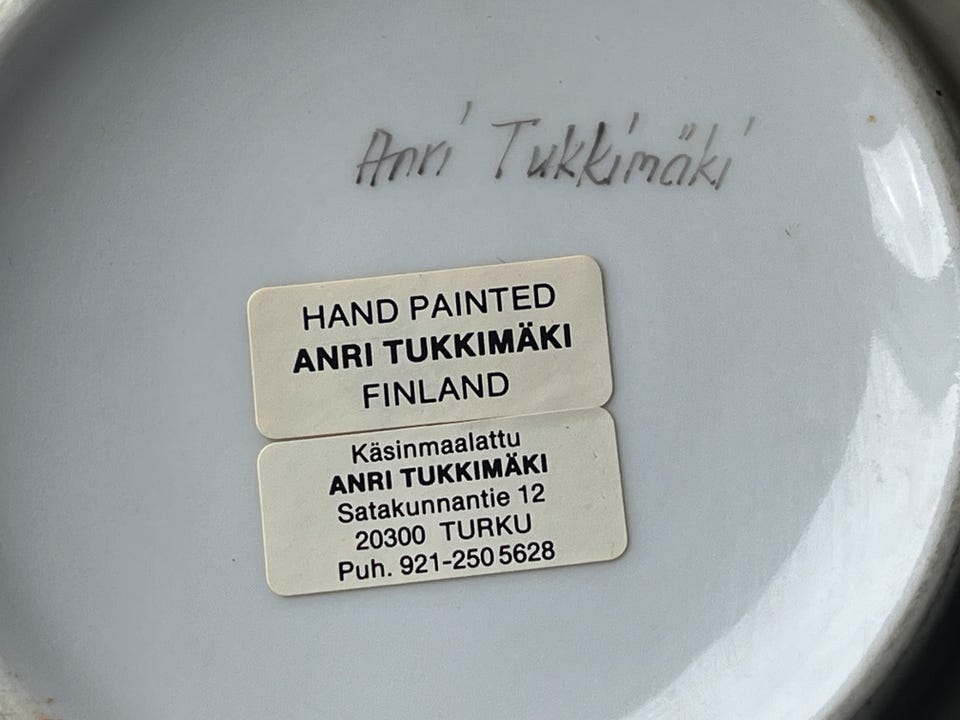 Anri Tukkimäki
HAND PAINTED
ANRI TUKKIMÄKI
FINLAND
Käsinmaalattu
ANRI TUKKIMÄKI
Satakunnantie 12
20300 TURKU
Puh. 921-250 5628